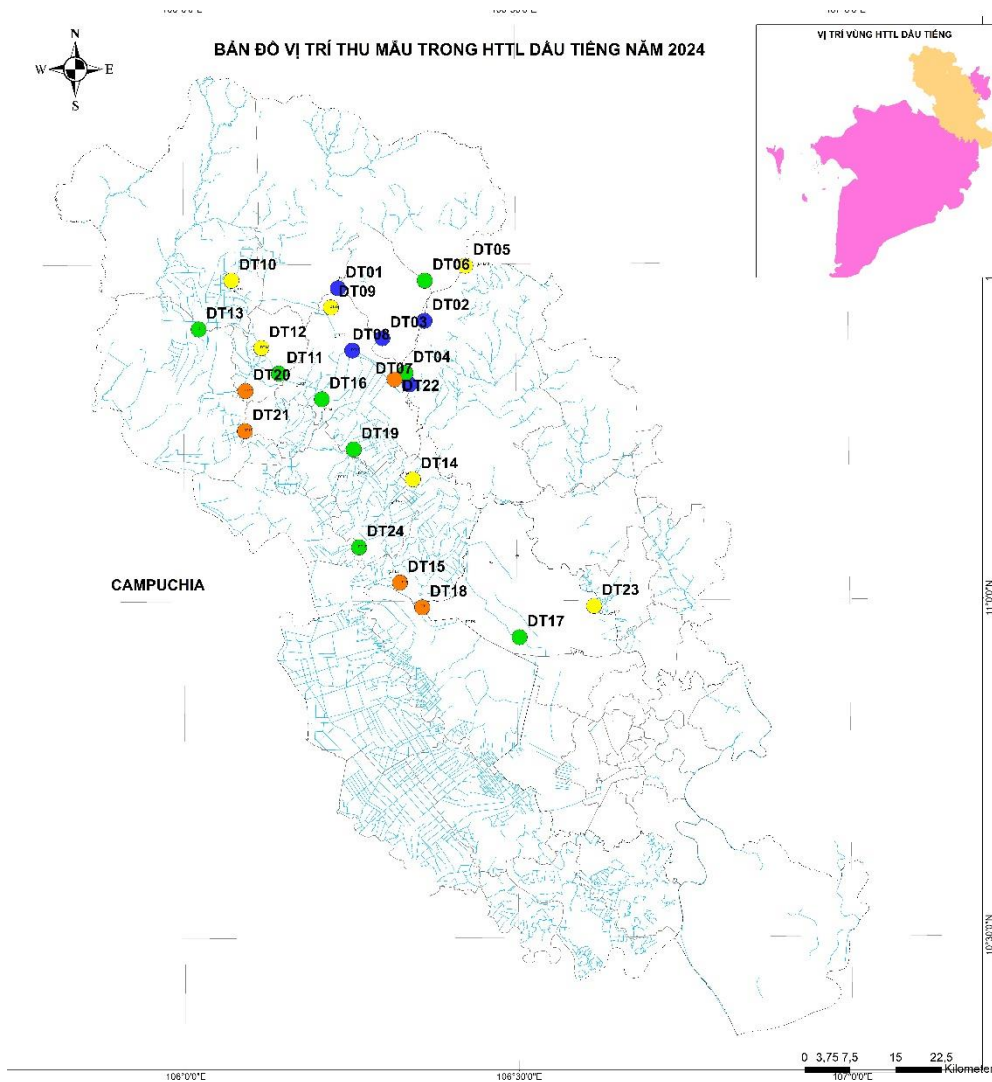 N
W E
S
BẢN ĐỒ VỊ TRÍ THU MẪU TRONG HTTL DẦU TIẾNG NĂM 2024
VỊ TRÍ VÙNG HTTL DẦU TIẾNG
DT05
DT10
DT01
DT06
DT09
DT02
DT13
DT03
DT12
DT08
DT11
DT04
DT20
DT07
DT16
DT22
DT21
DT19
DT14
DT24
CAMPUCHIA
DT15
DT23
DT18
DT17
11°0'0"N
10°30'0"N
0 3,75 7,5 15 22,5
Kilometer
106°0'0"E
106°30'0"E
107°0'0"E